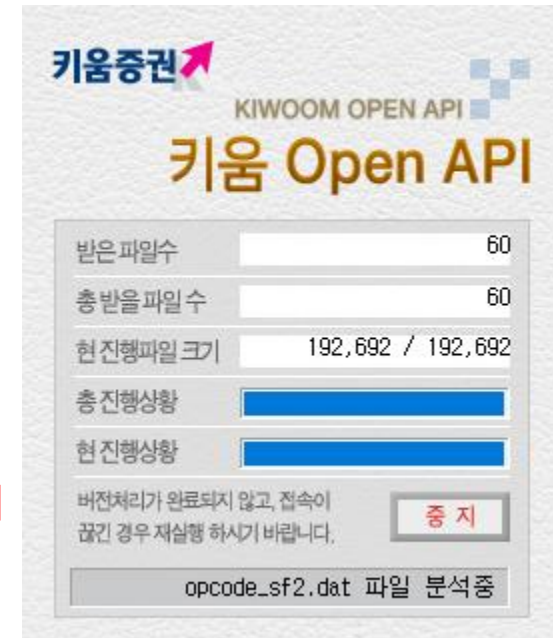 키움증권
KIWOOM OPEN API
키움 Open API
받은 파일수 60
총 받을 파일 수 60
현 진행파일 크기 192,692 / 192,692
총 진행상황
현 진행상황
버전처리가 완료되지 않고, 접속이
끊긴 경우 재실행 하시기 바랍니다.
중 지
opcode_sf2.dat 파일 분석중